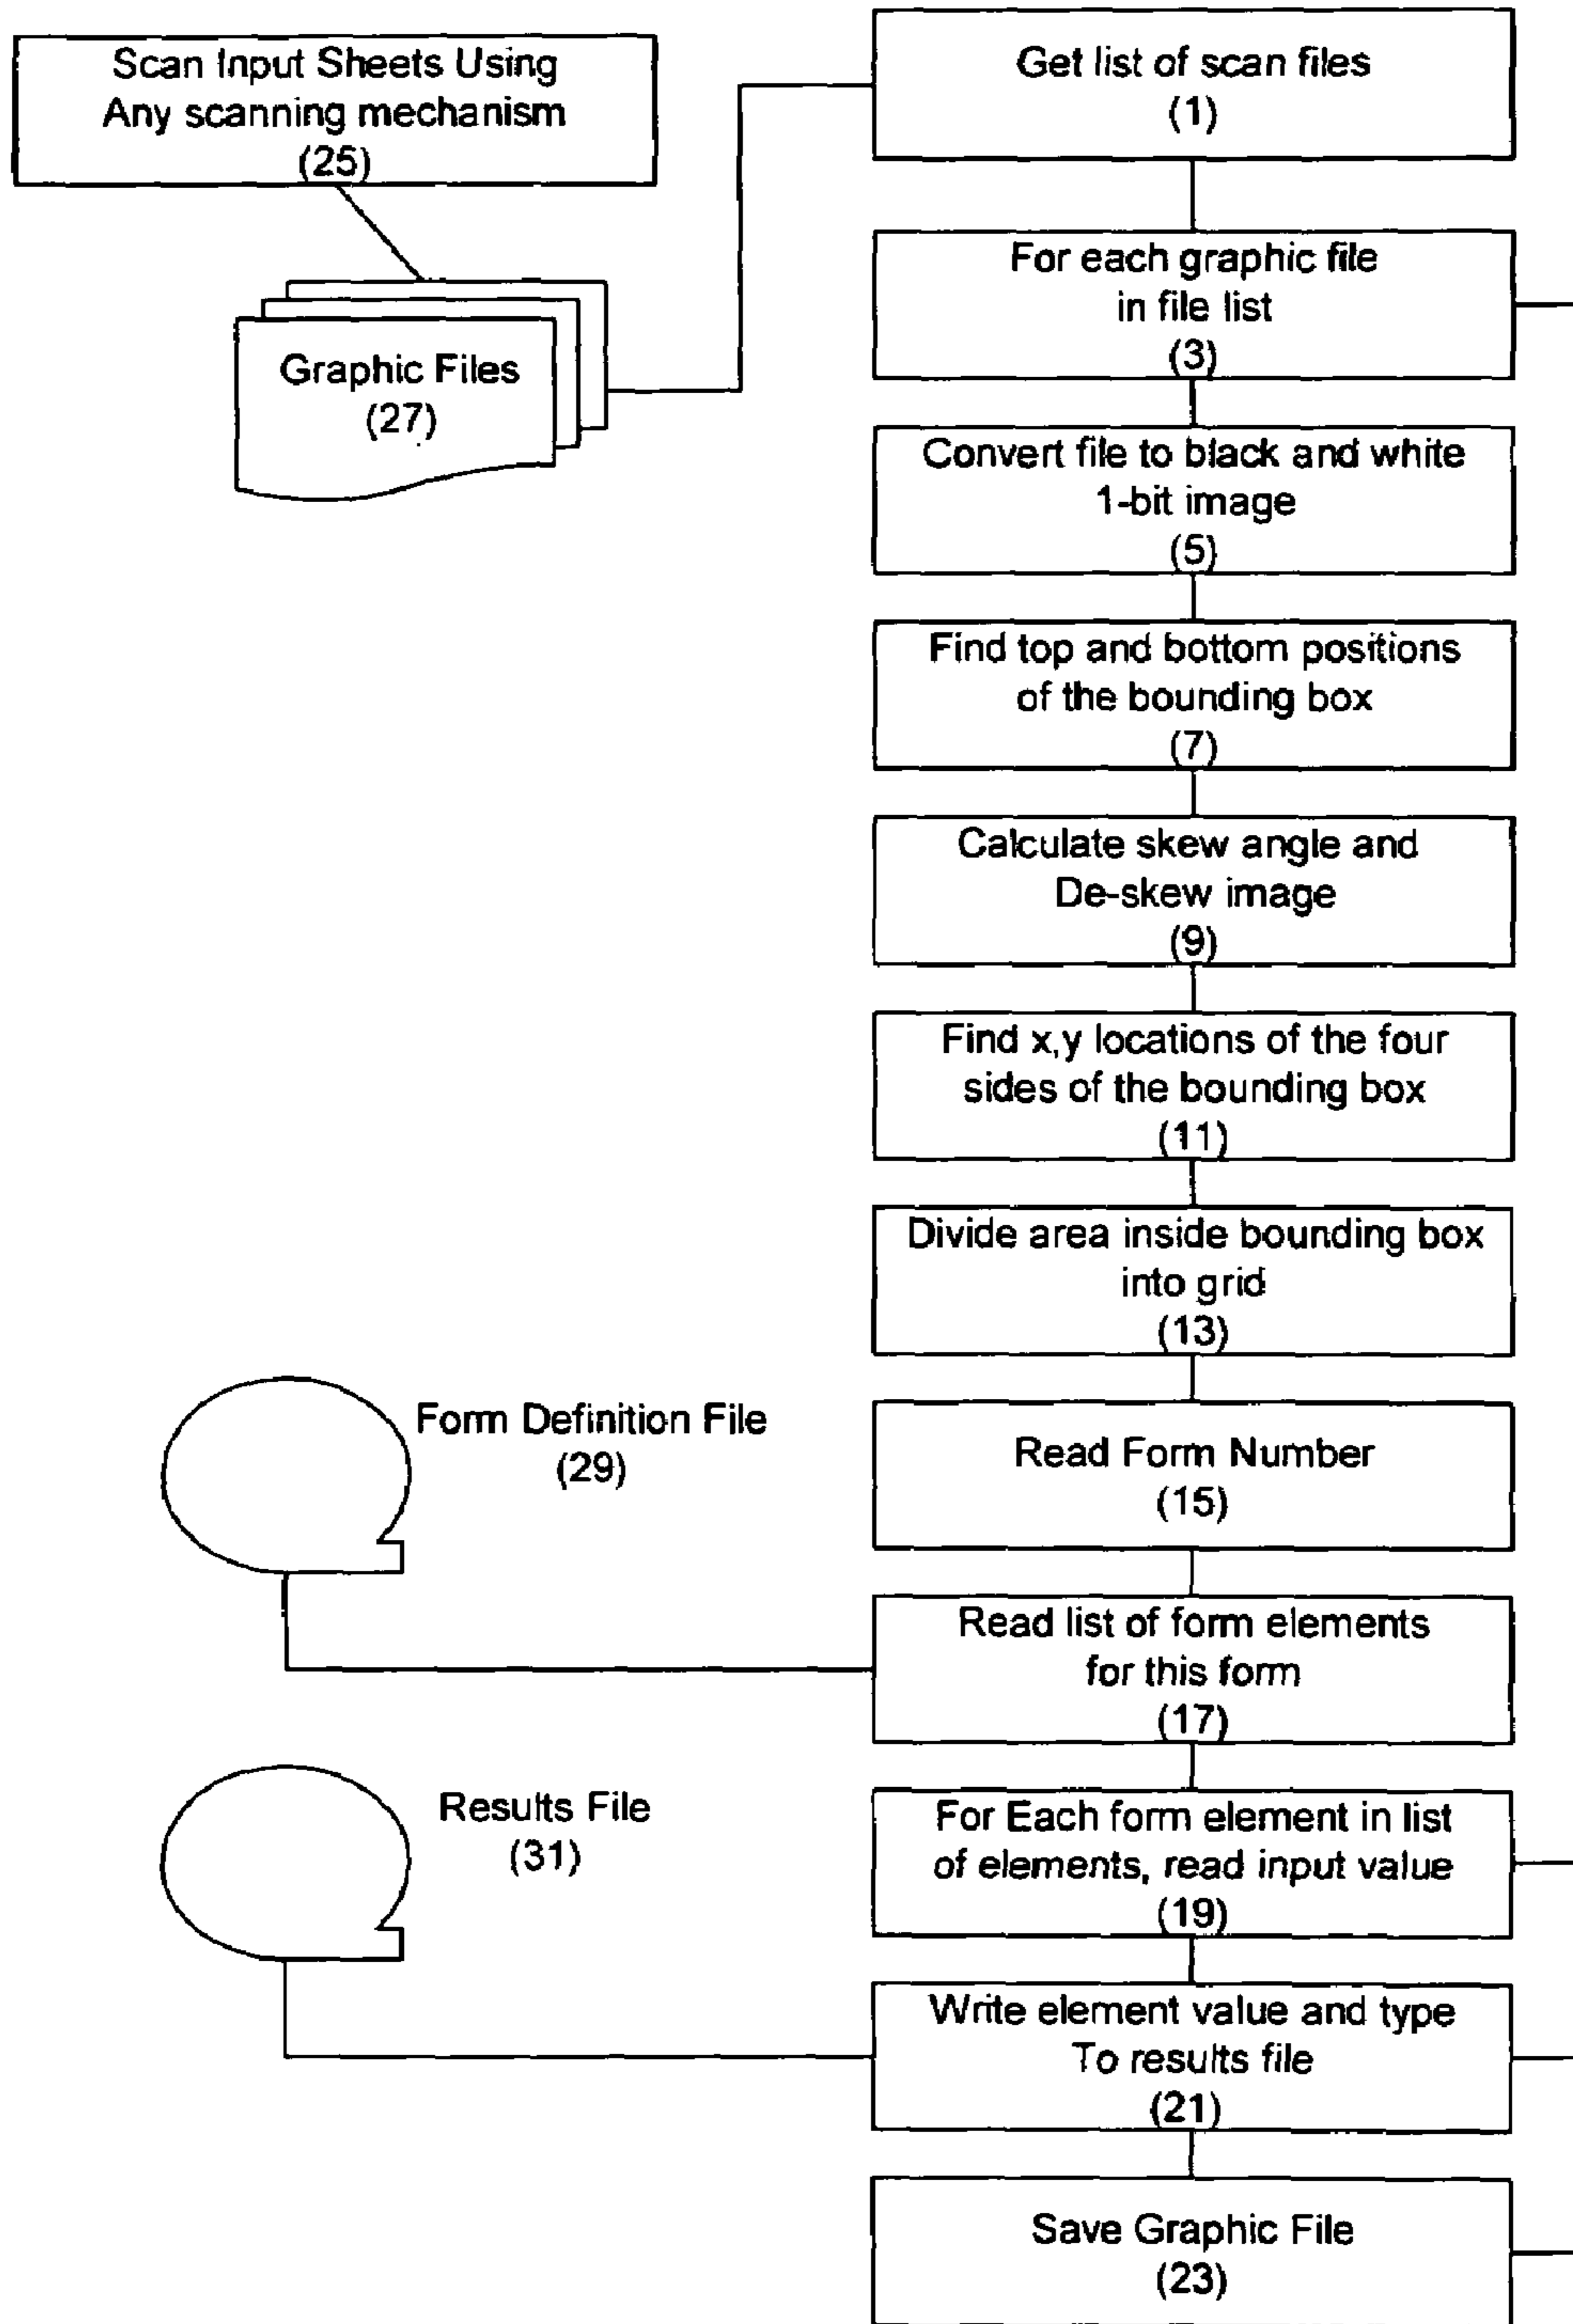 Scan Input Sheets Using
Any scanning mechanism
(25)
Graphic Files
(27)
Get list of scan files
(1)
For each graphic file
in file list
(3)
Convert file to black and white
1-bit image
(5)
Find top and bottom positions
of the bounding box
(7)
Calculate skew angle and
De-skew image
(9)
Find x,y locations of the four
sides of the bounding box
(11)
Divide area inside bounding box
into grid
(13)
Read Form Number
(15)
Form Definition File
(29)
Read list of form elements
for this form
(17)
Results File
(31)
For Each form element in list
of elements, read input value
(19)
Write element value and type
To results file
(21)
Save Graphic File
(23)